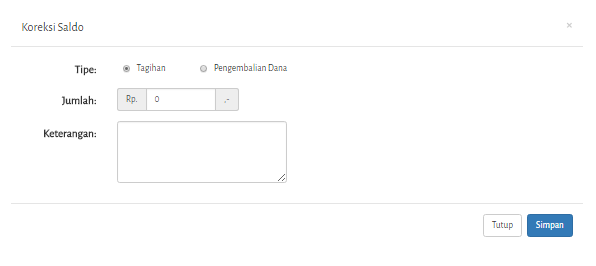 Koreksi Saldo ×
Tipe: Tagihan Pengembalian Dana
Jumlah: Rp. 0 ,-
Keterangan:
Tutup Simpan